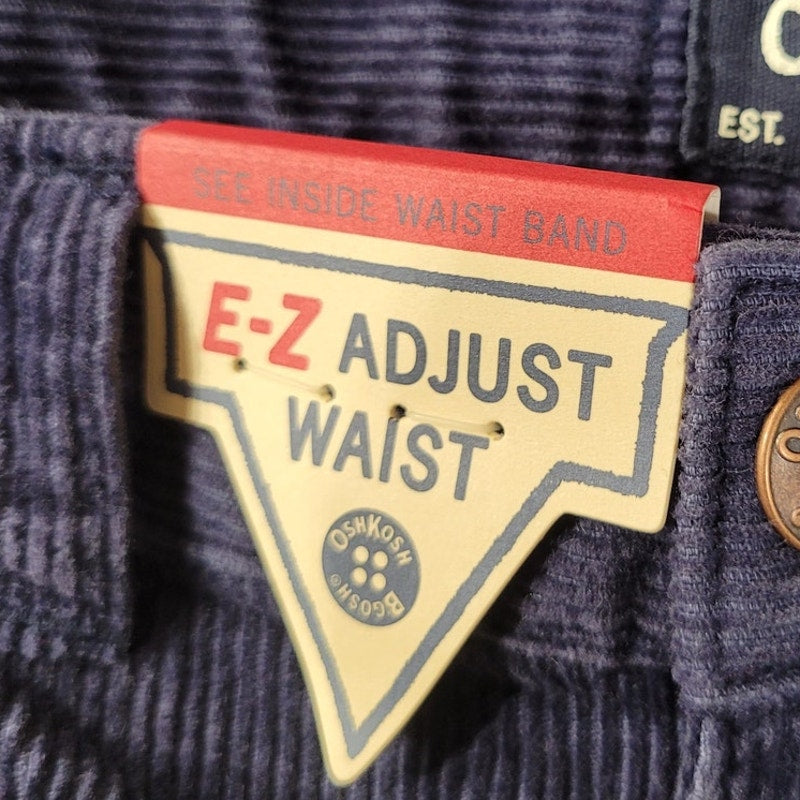 EST.
SEE INSIDE WAIST BAND
E-Z ADJUST
WAIST
OSHKOSH
B'GOSH®